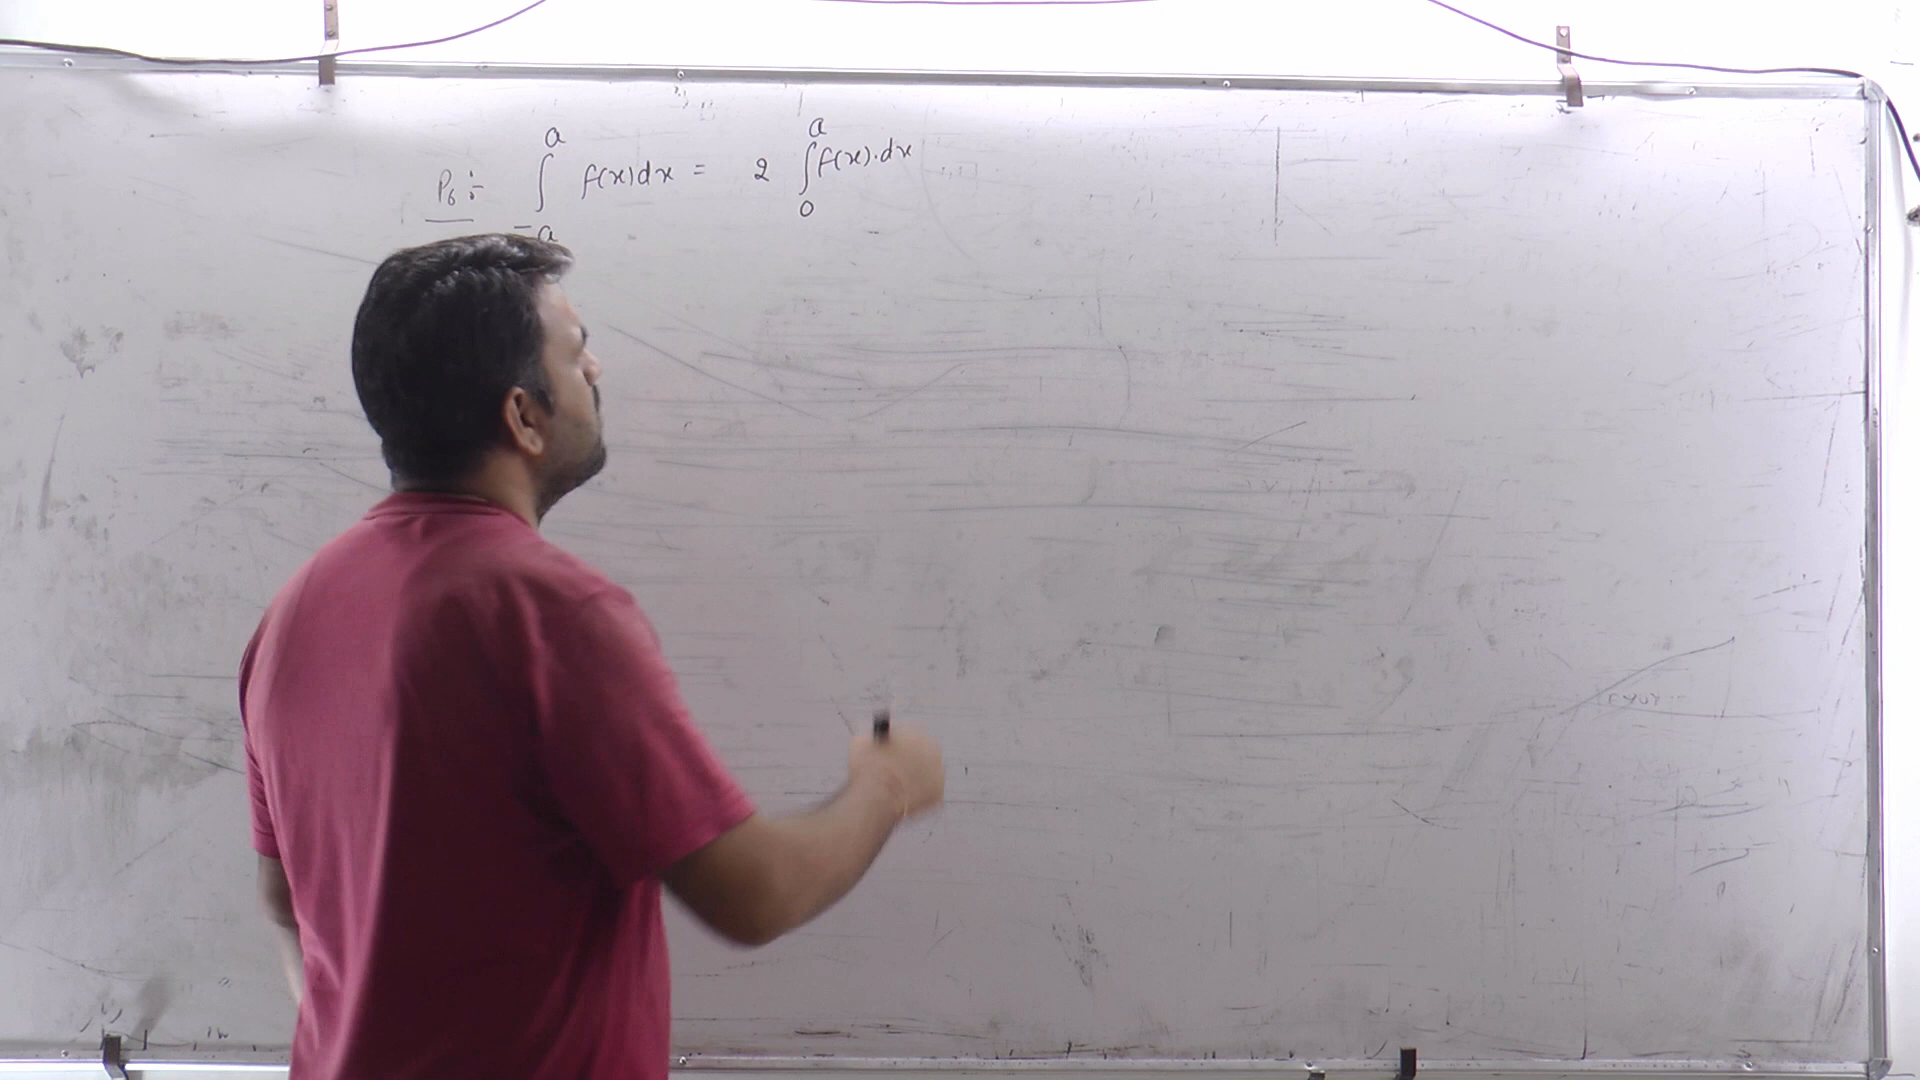 P₆ :- ∫_{-a}^{a} f(x)dx = 2 ∫_{0}^{a} f(x).dx